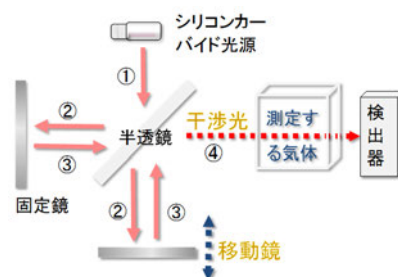 シリコンカー
バイド光源
①
②
半透鏡
干渉光
測定す
る気体
検出器
③
④
固定鏡
②
③
移動鏡